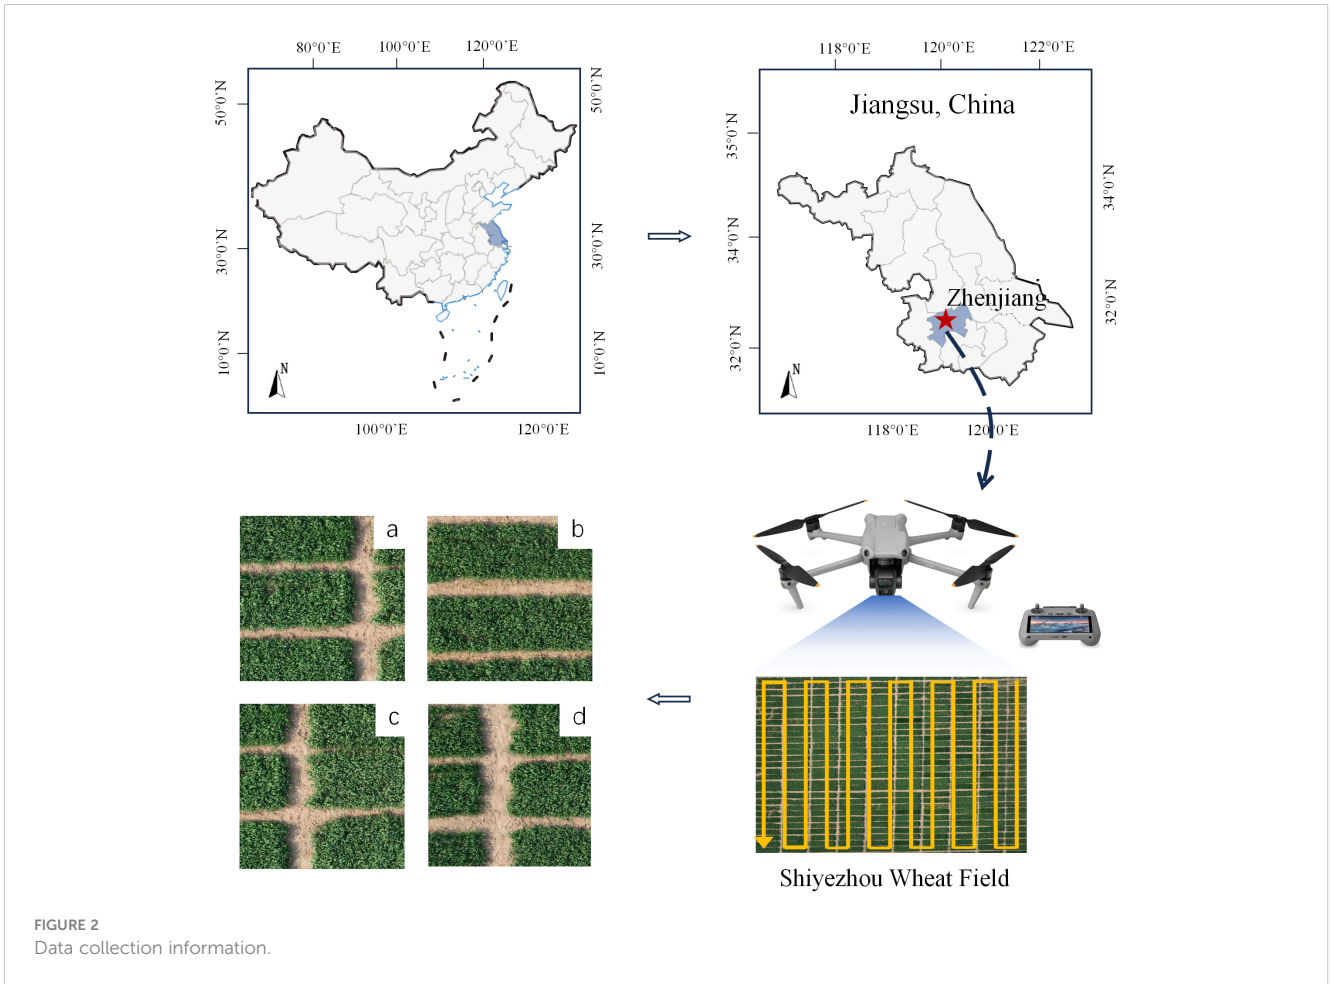 80°0'E 100°0'E 120°0'E
50°0'N
50°0'N
30°0'N
30°0'N
10°0'N
10°0'N
N
100°0'E 120°0'E
118°0'E 120°0'E 122°0'E
Jiangsu, China
35°0'N
34°0'N
34°0'N
Zhenjiang
32°0'N
32°0'N
N
118°0'E 120°0'E
a
b
c
d
Shiyezhou Wheat Field
FIGURE 2
Data collection information.